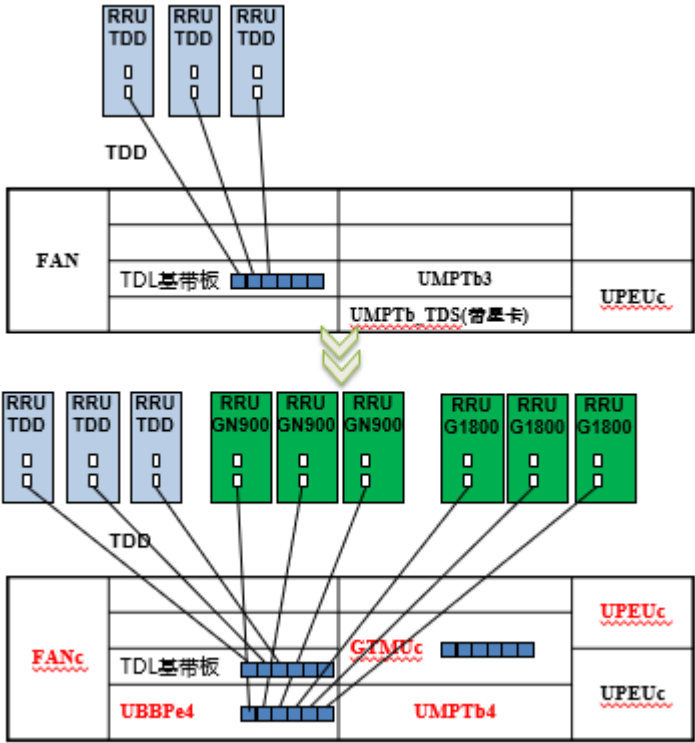 RRU RRU RRU
TDD TDD TDD
TDD
FAN
TDL基带板
UMPTb3
UPEUc
UMPTb_TDS(带星卡)
RRU RRU RRU RRU RRU RRU RRU RRU RRU
TDD TDD TDD GN900 GN900 GN900 G1800 G1800 G1800
TDD
UPEUc
FANc
GTMUc
TDL基带板
UPEUc
UBBPe4
UMPTb4